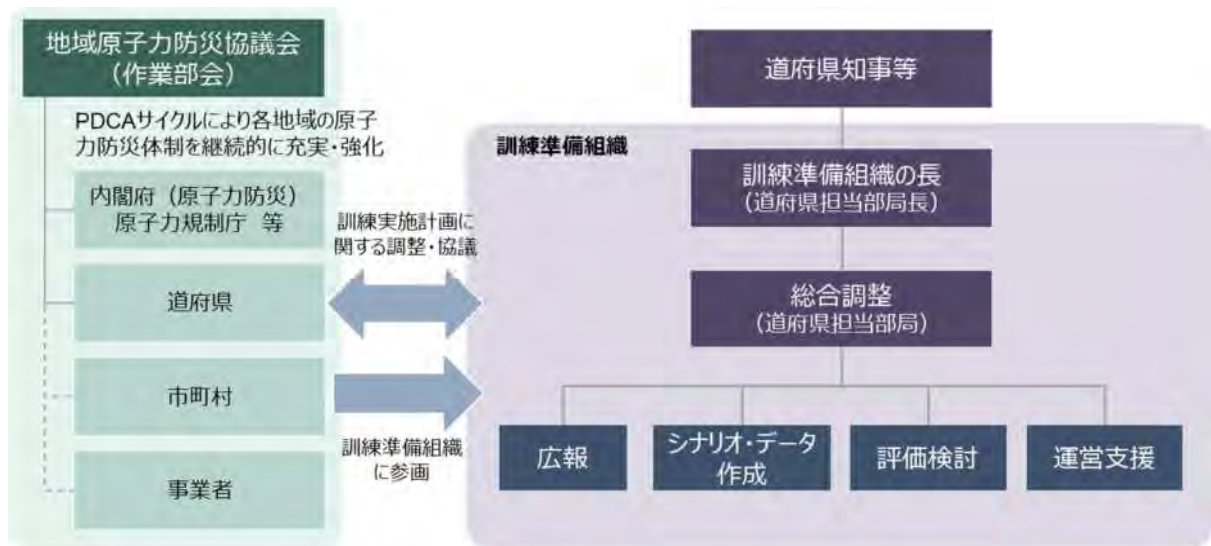 地域原子力防災協議会
（作業部会）
PDCAサイクルにより各地域の原子
力防災体制を継続的に充実・強化
内閣府（原子力防災）
原子力規制庁　等
道府県
市町村
事業者
訓練実施計画に
関する調整・協議
訓練準備組織
に参画
道府県知事等
訓練準備組織
訓練準備組織の長
（道府県担当部局長）
総合調整
（道府県担当部局）
広報
シナリオ・データ
作成
評価検討
運営支援